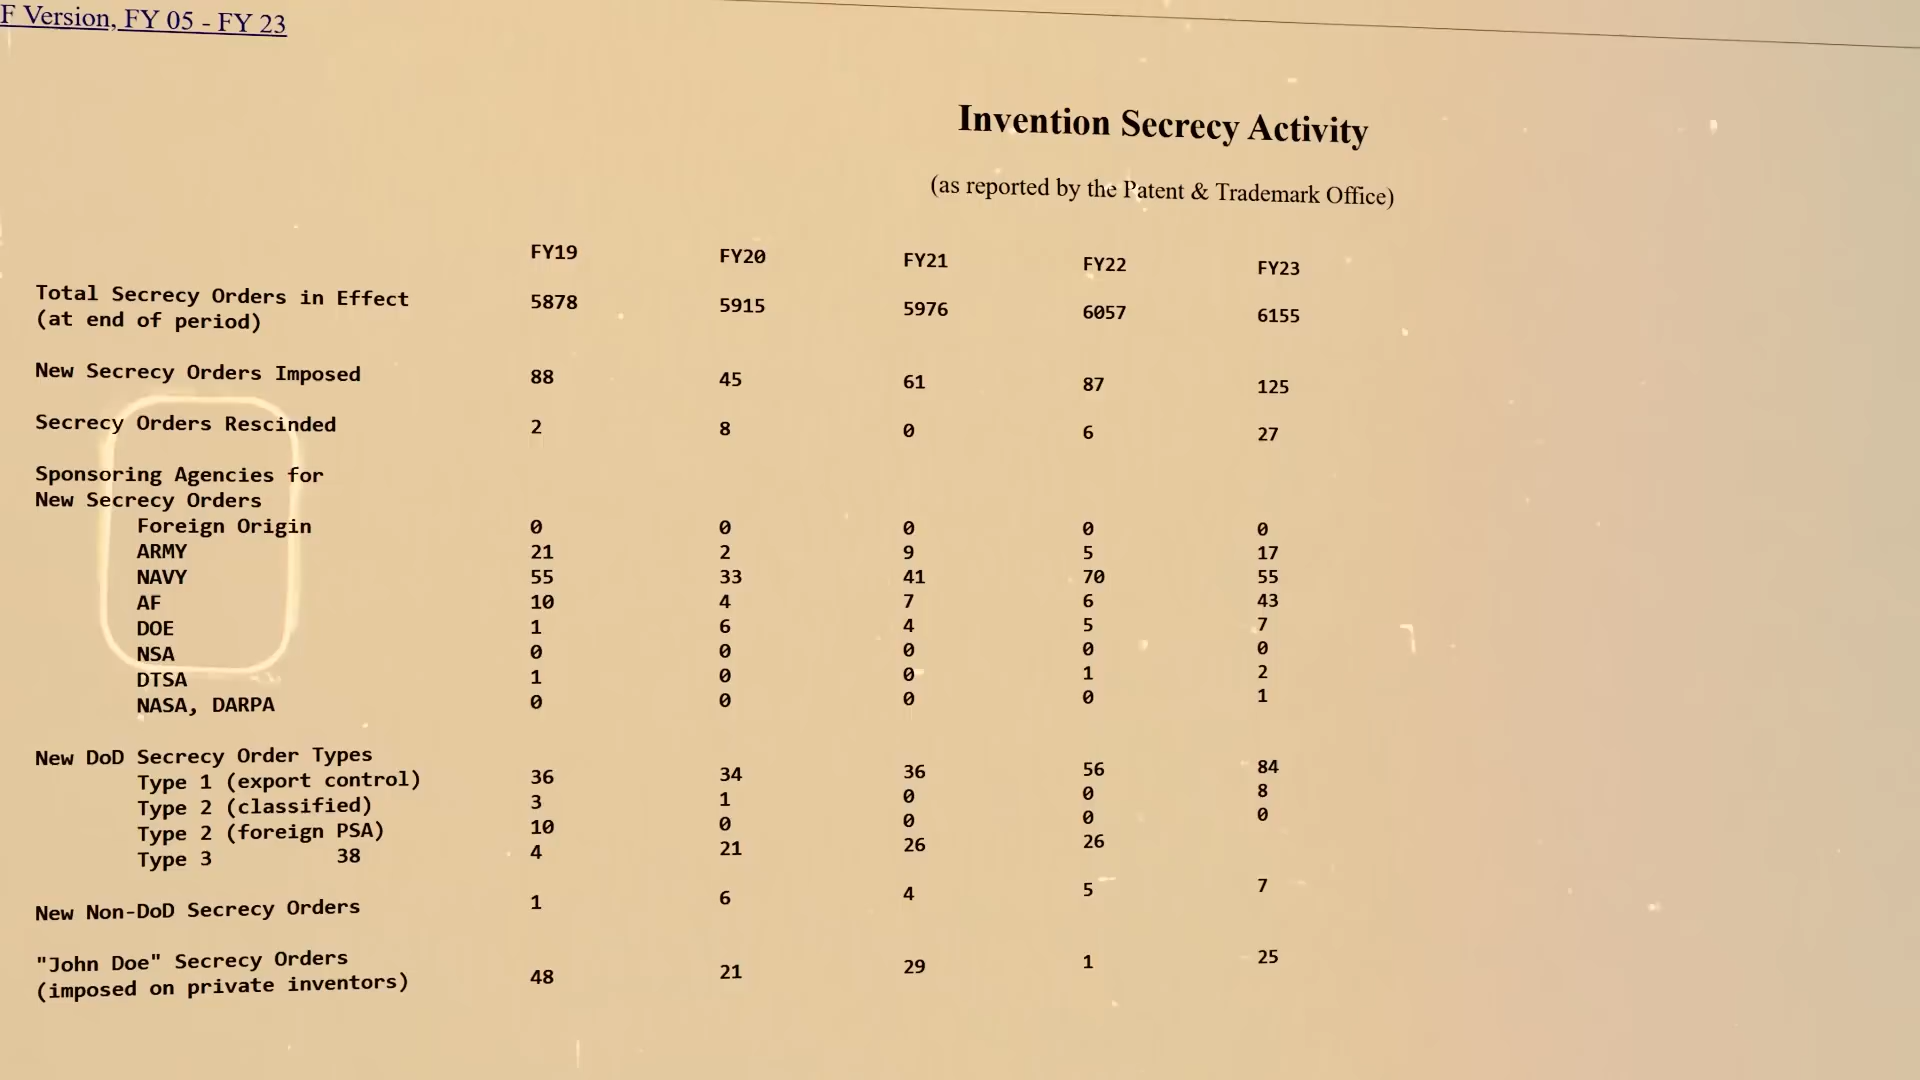 F Version, FY 05 - FY 23
Invention Secrecy Activity
(as reported by the Patent & Trademark Office)
FY19 FY20 FY21 FY22 FY23
Total Secrecy Orders in Effect 5878 5915 5976 6057 6155
(at end of period)
New Secrecy Orders Imposed 88 45 61 87 125
Secrecy Orders Rescinded 2 8 0 6 27
Sponsoring Agencies for
New Secrecy Orders
Foreign Origin 0 0 0 0 0
ARMY 21 2 9 5 17
NAVY 55 33 41 70 55
AF 10 4 7 6 43
DOE 1 6 4 5 7
NSA 0 0 0 0 0
DTSA 1 0 0 1 2
NASA, DARPA 0 0 0 0 1
New DoD Secrecy Order Types
Type 1 (export control) 36 34 36 56 84
Type 2 (classified) 3 1 0 0 8
Type 2 (foreign PSA) 10 0 0 0 0
Type 3 38 4 21 26 26
New Non-DoD Secrecy Orders 1 6 4 5 7
"John Doe" Secrecy Orders
(imposed on private inventors) 48 21 29 1 25